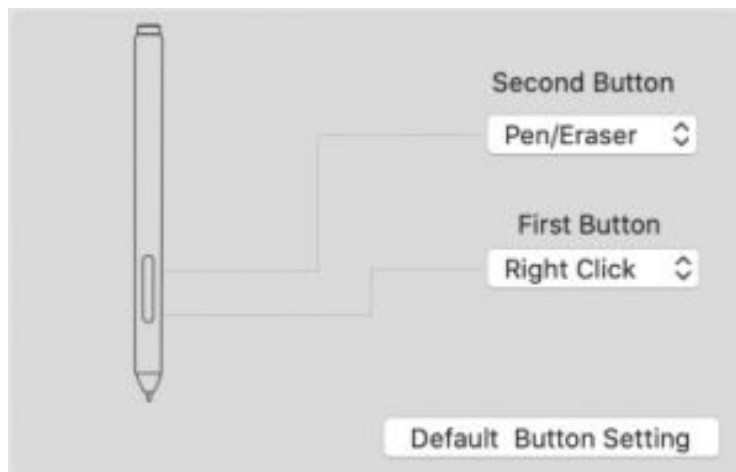 Second Button
Pen/Eraser
First Button
Right Click
Default Button Setting